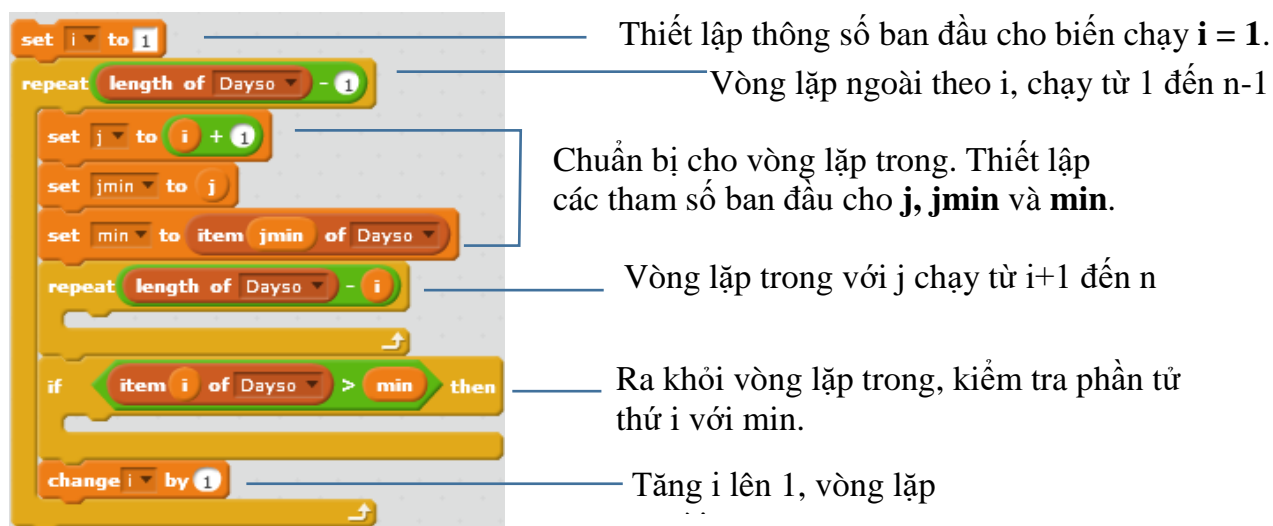 set i to 1
Thiết lập thông số ban đầu cho biến chạy i = 1.
repeat length of Dayso - 1
Vòng lặp ngoài theo i, chạy từ 1 đến n-1
set j to i + 1
set jmin to j
set min to item jmin of Dayso
Chuẩn bị cho vòng lặp trong. Thiết lập
các tham số ban đầu cho j, jmin và min.
repeat length of Dayso - i
Vòng lặp trong với j chạy từ i+1 đến n
if item i of Dayso > min then
Ra khỏi vòng lặp trong, kiểm tra phần tử
thứ i với min.
change i by 1
Tăng i lên 1, vòng lặp